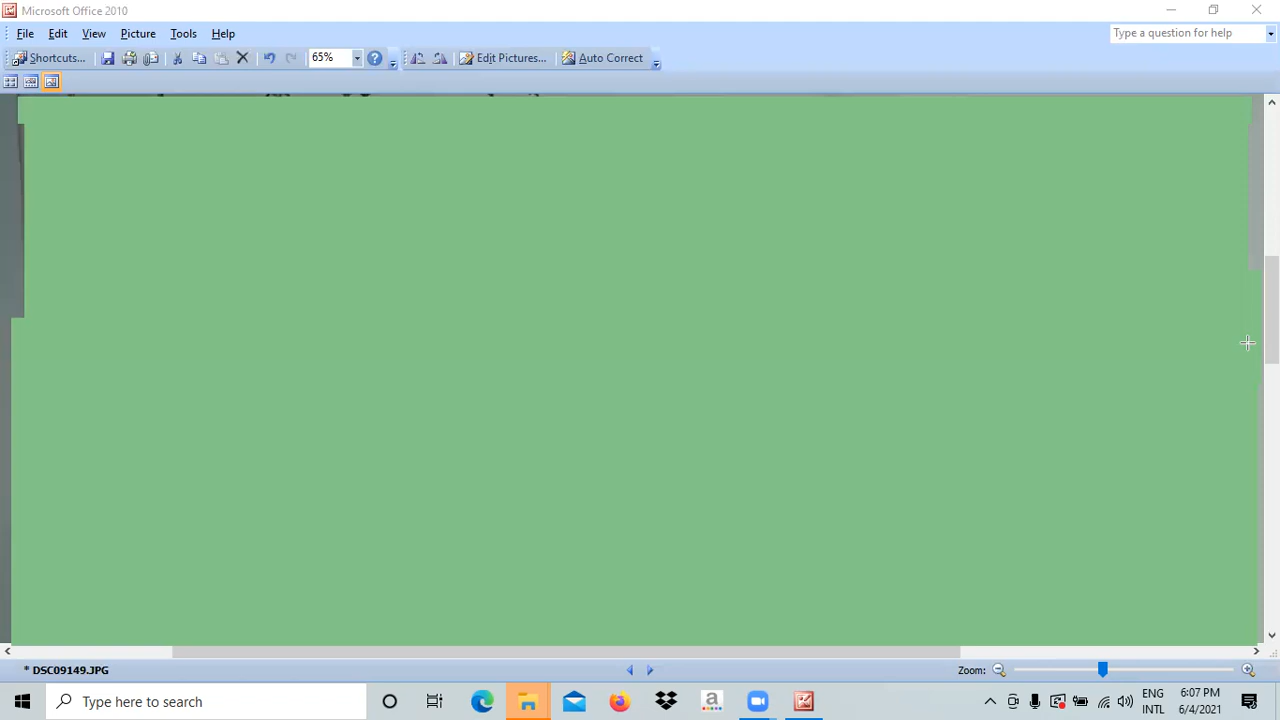 Microsoft Office 2010
File Edit View Picture Tools Help
Type a question for help
Shortcuts... 65% Edit Pictures... Auto Correct
* DSC09149.JPG
Zoom:
Type here to search
a
ENG
INTL
6:07 PM
6/4/2021